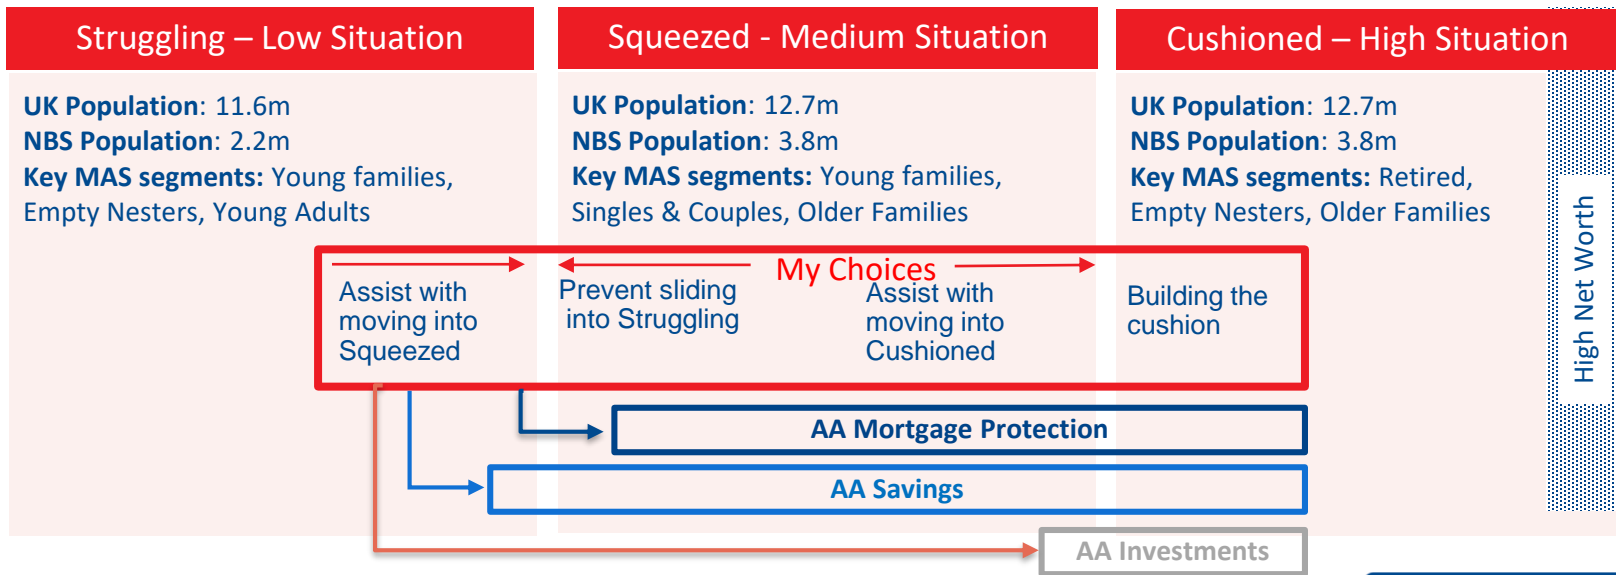 Struggling – Low Situation
UK Population: 11.6m
NBS Population: 2.2m
Key MAS segments: Young families,
Empty Nesters, Young Adults
Squeezed - Medium Situation
UK Population: 12.7m
NBS Population: 3.8m
Key MAS segments: Young families,
Singles & Couples, Older Families
Cushioned – High Situation
UK Population: 12.7m
NBS Population: 3.8m
Key MAS segments: Retired,
Empty Nesters, Older Families
High Net Worth
My Choices
Assist with
moving into
Squeezed
Prevent sliding
into Struggling
Assist with
moving into
Cushioned
Building the
cushion
AA Mortgage Protection
AA Savings
AA Investments